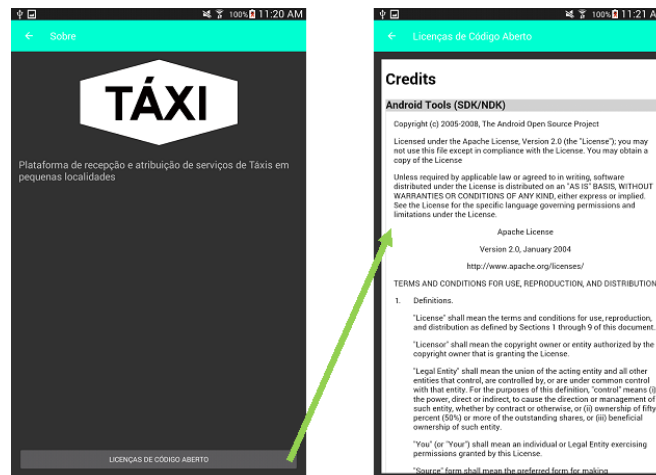 100% 11:20 AM
Sobre
TÁXI
Plataforma de recepção e atribuição de serviços de Táxis em
pequenas localidades
LICENÇAS DE CÓDIGO ABERTO
100% 11:21 A
Licenças de Código Aberto
Credits
Android Tools (SDK/NDK)
Copyright (c) 2005-2008, The Android Open Source Project
Licensed under the Apache License, Version 2.0 (the "License"); you may
not use this file except in compliance with the License. You may obtain a
copy of the License
Unless required by applicable law or agreed to in writing, software
distributed under the License is distributed on an "AS IS" BASIS, WITHOUT
WARRANTIES OR CONDITIONS OF ANY KIND, either express or implied.
See the License for the specific language governing permissions and
limitations under the License.
Apache License
Version 2.0, January 2004
http://www.apache.org/licenses/
TERMS AND CONDITIONS FOR USE, REPRODUCTION, AND DISTRIBUTION
1. Definitions.
"License" shall mean the terms and conditions for use, reproduction,
and distribution as defined by Sections 1 through 9 of this document.
"Licensor" shall mean the copyright owner or entity authorized by the
copyright owner that is granting the License.
"Legal Entity" shall mean the union of the acting entity and all other
entities that control, are controlled by, or are under common control
with that entity. For the purposes of this definition, "control" means (i)
the power, direct or indirect, to cause the direction or management of
such entity, whether by contract or otherwise, or (ii) ownership of fifty
percent (50%) or more of the outstanding shares, or (iii) beneficial
ownership of such entity.
"You" (or "Your") shall mean an individual or Legal Entity exercising
permissions granted by this License.
"Source" form shall mean the preferred form for making